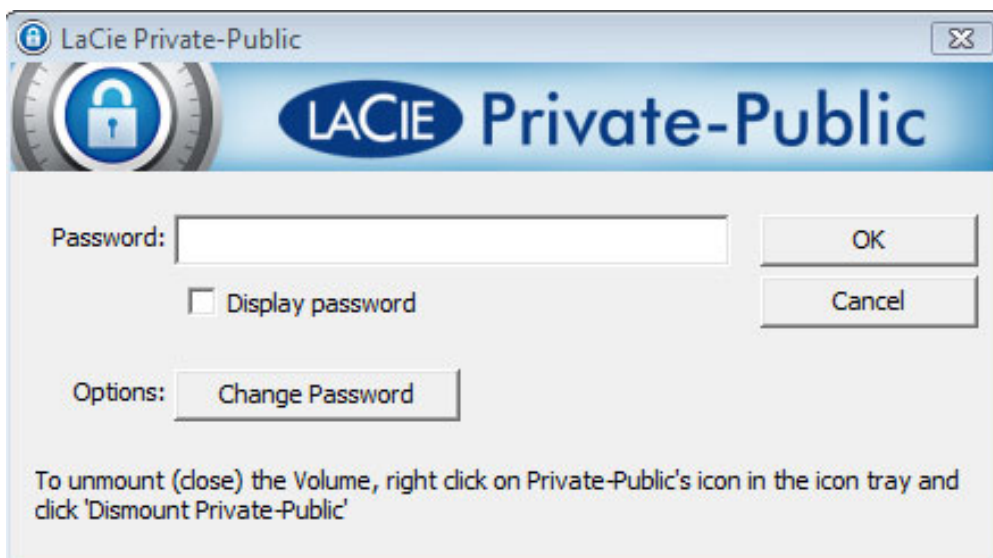 LaCie Private-Public
LACIE Private-Public
Password:
OK
Display password
Cancel
Options:
Change Password
To unmount (close) the Volume, right click on Private-Public's icon in the icon tray and
click 'Dismount Private-Public'